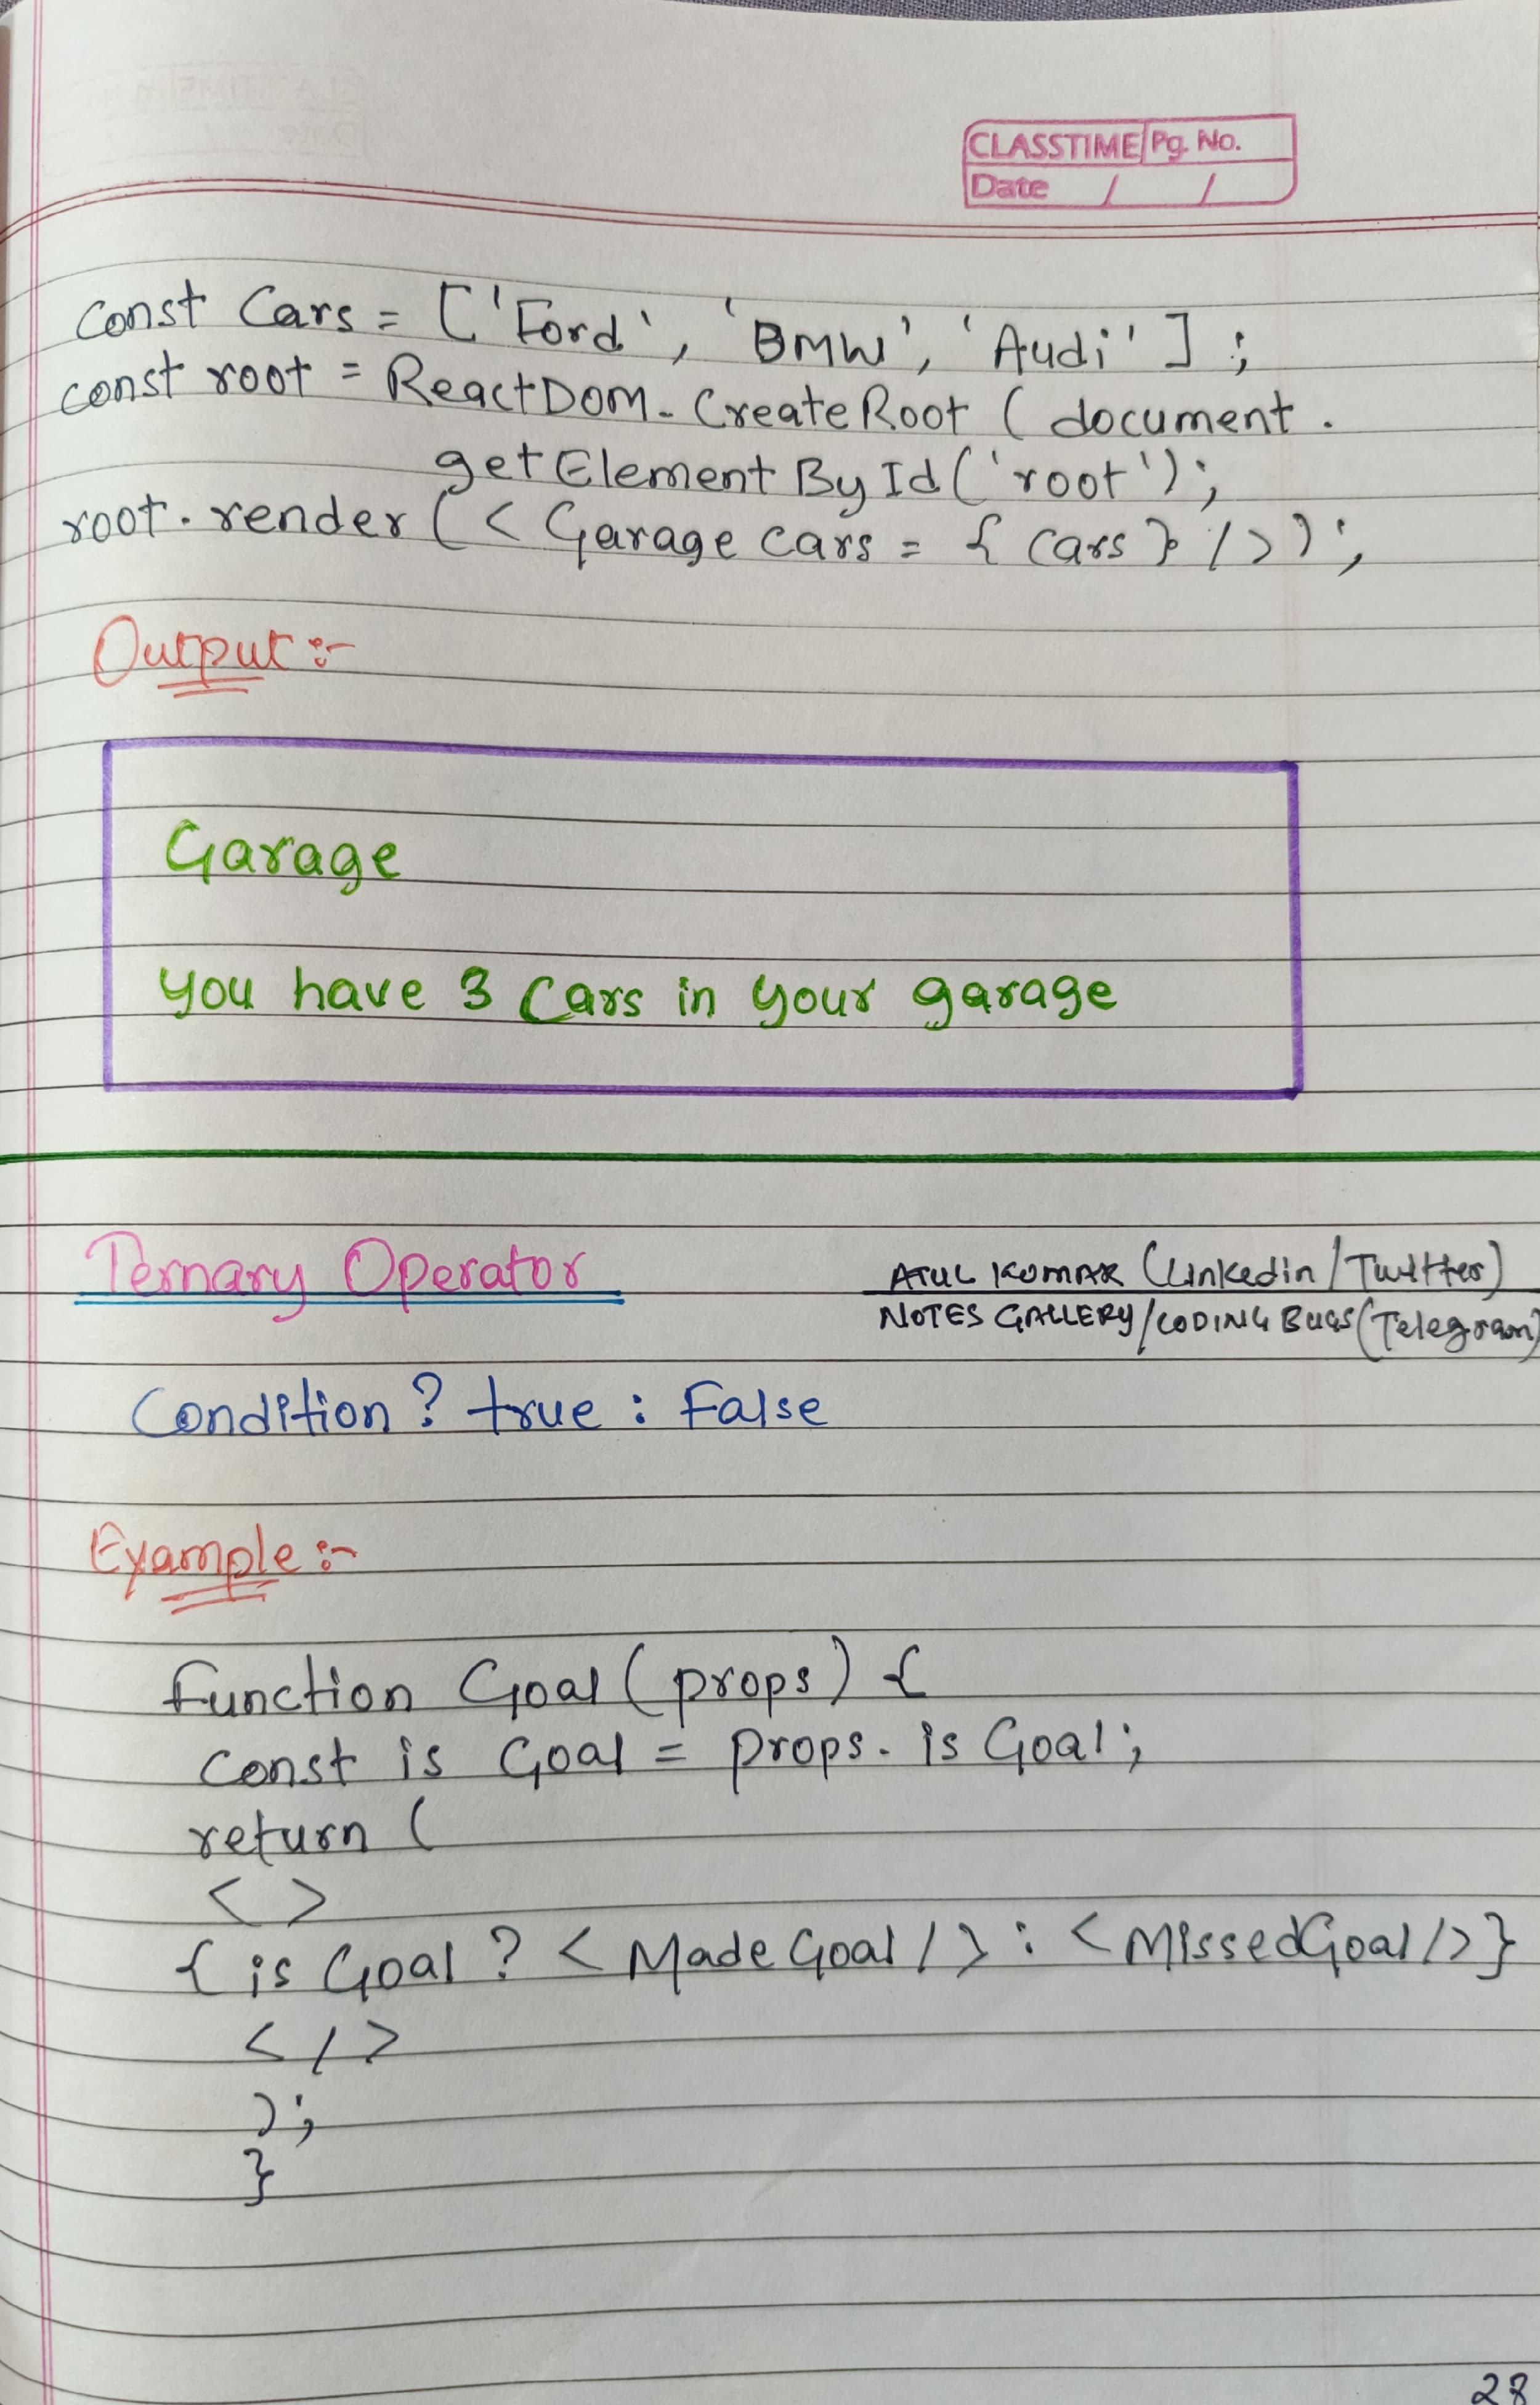 CLASSTIME Pg. No.
Date / /
Const Cars = ['Ford', 'BMW', 'Audi'];
const root = ReactDOM. CreateRoot ( document.
getElementById('root');
root.render (< Garage cars = { cars } />);
Output :-
Garage
you have 3 Cars in your garage
Ternary Operator
ATUL KUMAR (Linkedin/Twitter)
NOTES GALLERY/CODING BUGS (Telegram)
Condition ? true : False
Example :-
function Goal (props) {
const is Goal = props. is Goal;
return (
< >
{ is Goal ? < Made Goal /> : < MissedGoal />}
< / >
);
}